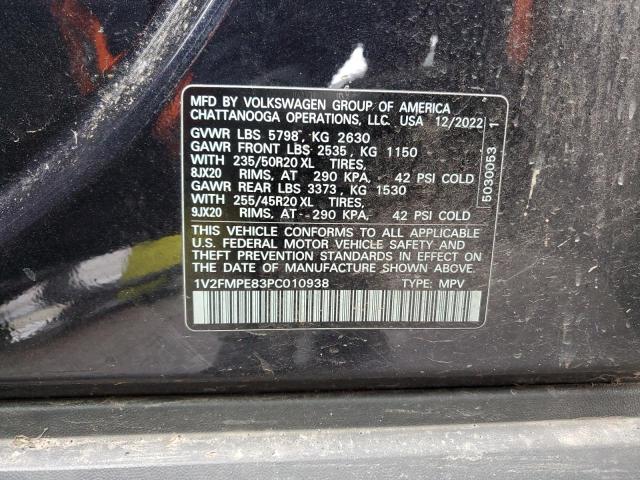 MFD BY VOLKSWAGEN GROUP OF AMERICA
CHATTANOOGA OPERATIONS, LLC. USA 12/2022
GVWR LBS 5798, KG 2630
GAWR FRONT LBS 2535, KG 1150
WITH 235/50R20 XL TIRES,
8JX20 RIMS, AT 290 KPA, 42 PSI COLD
GAWR REAR LBS 3373, KG 1530
WITH 255/45R20 XL TIRES,
9JX20 RIMS, AT 290 KPA, 42 PSI COLD
THIS VEHICLE CONFORMS TO ALL APPLICABLE
U.S. FEDERAL MOTOR VEHICLE SAFETY AND
THEFT PREVENTION STANDARDS IN EFFECT ON
THE DATE OF MANUFACTURE SHOWN ABOVE.
1V2FMPE83PC010938 TYPE: MPV
5030053 1